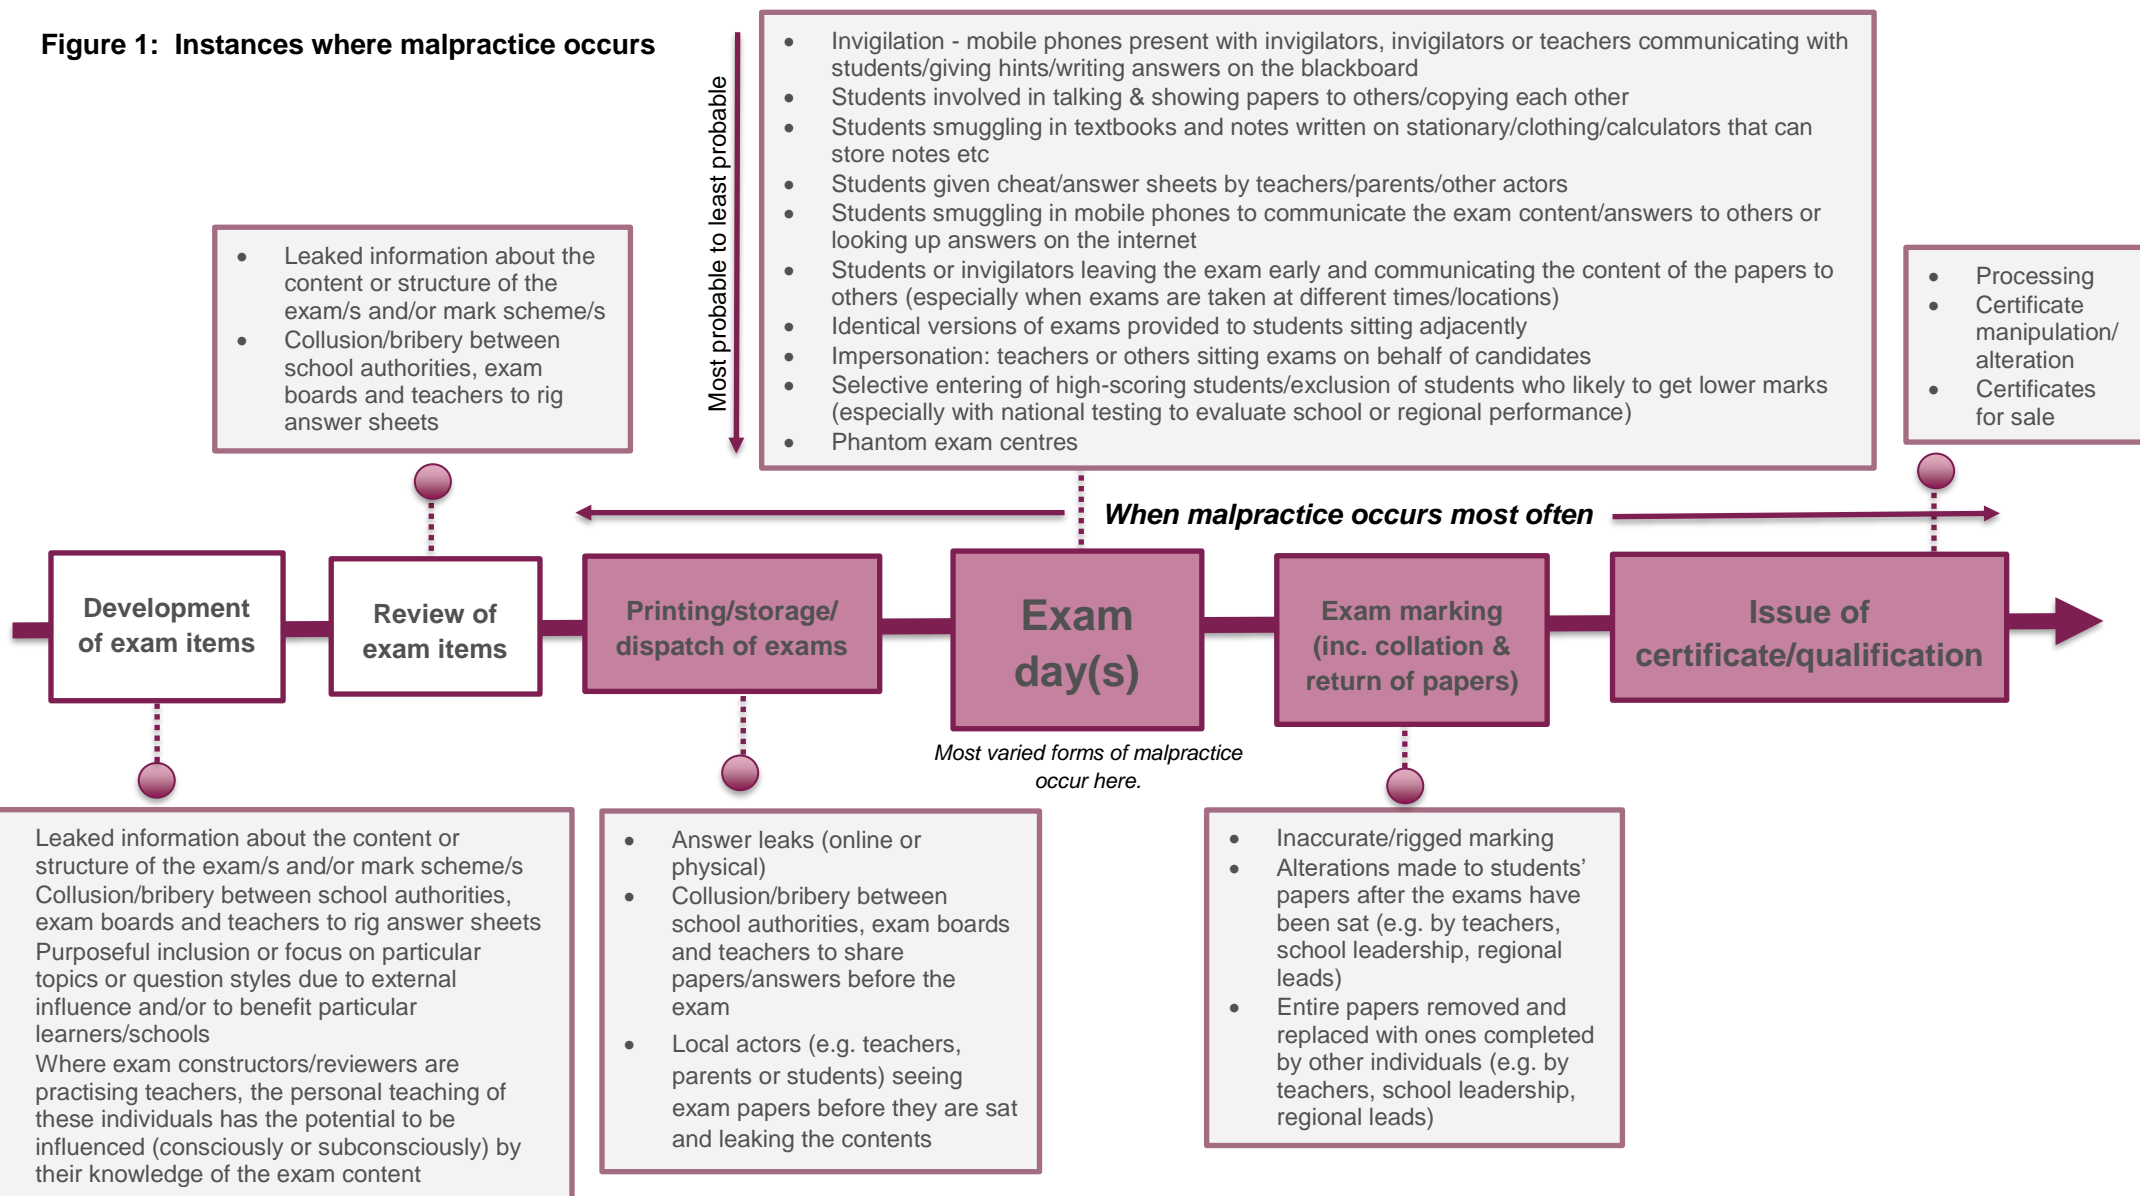 Figure 1:  Instances where malpractice occurs
Most probable to least probable
• Invigilation - mobile phones present with invigilators, invigilators or teachers communicating with
students/giving hints/writing answers on the blackboard
• Students involved in talking & showing papers to others/copying each other
• Students smuggling in textbooks and notes written on stationary/clothing/calculators that can
store notes etc
• Students given cheat/answer sheets by teachers/parents/other actors
• Students smuggling in mobile phones to communicate the exam content/answers to others or
looking up answers on the internet
• Students or invigilators leaving the exam early and communicating the content of the papers to
others (especially when exams are taken at different times/locations)
• Identical versions of exams provided to students sitting adjacently
• Impersonation: teachers or others sitting exams on behalf of candidates
• Selective entering of high-scoring students/exclusion of students who likely to get lower marks
(especially with national testing to evaluate school or regional performance)
• Phantom exam centres
• Leaked information about the
content or structure of the
exam/s and/or mark scheme/s
• Collusion/bribery between
school authorities, exam
boards and teachers to rig
answer sheets
• Processing
• Certificate
manipulation/
alteration
• Certificates
for sale
When malpractice occurs most often
Development
of exam items
Review of
exam items
Printing/storage/
dispatch of exams
Exam
day(s)
Exam marking
(inc. collation &
return of papers)
Issue of
certificate/qualification
Most varied forms of malpractice
occur here.
Leaked information about the content or
structure of the exam/s and/or mark scheme/s
Collusion/bribery between school authorities,
exam boards and teachers to rig answer sheets
Purposeful inclusion or focus on particular
topics or question styles due to external
influence and/or to benefit particular
learners/schools
Where exam constructors/reviewers are
practising teachers, the personal teaching of
these individuals has the potential to be
influenced (consciously or subconsciously) by
their knowledge of the exam content
• Answer leaks (online or
physical)
• Collusion/bribery between
school authorities, exam boards
and teachers to share
papers/answers before the
exam
• Local actors (e.g. teachers,
parents or students) seeing
exam papers before they are sat
and leaking the contents
• Inaccurate/rigged marking
• Alterations made to students’
papers after the exams have
been sat (e.g. by teachers,
school leadership, regional
leads)
• Entire papers removed and
replaced with ones completed
by other individuals (e.g. by
teachers, school leadership,
regional leads)